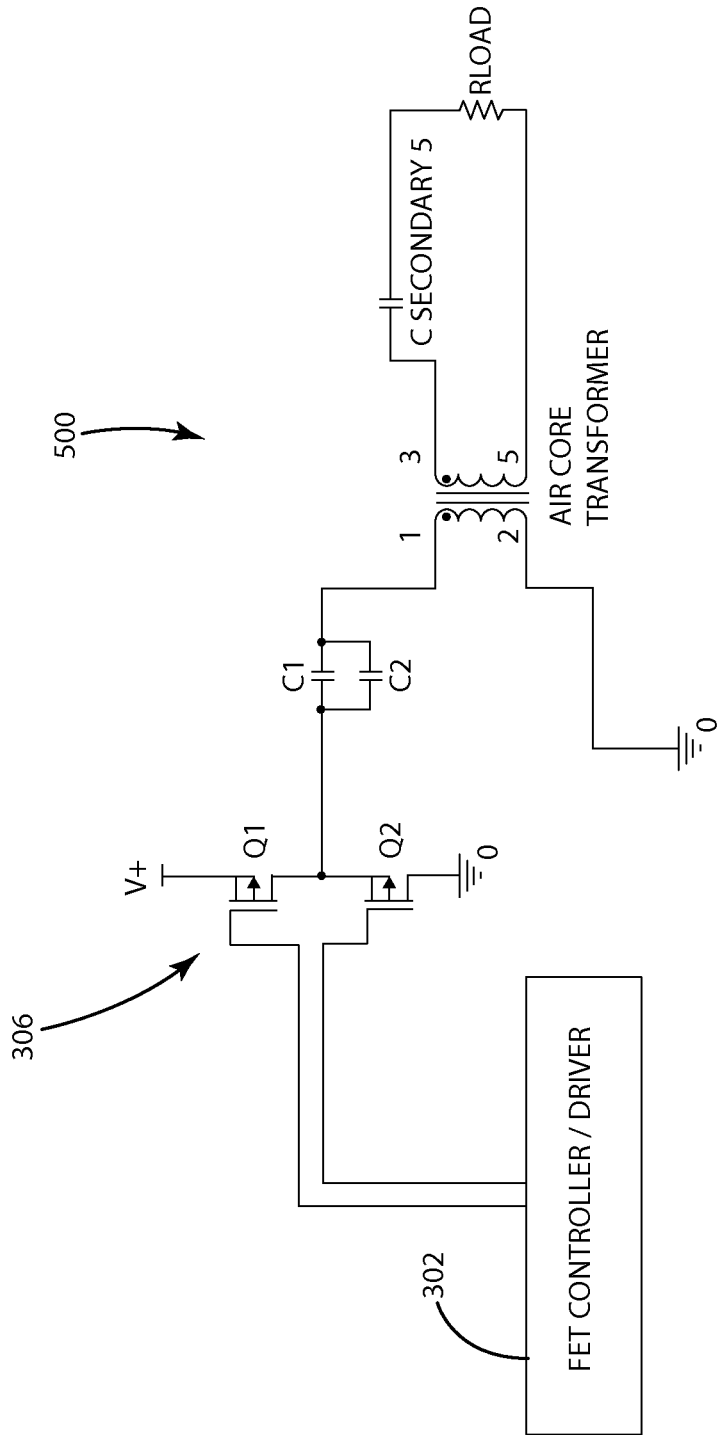 500
306
V+
Q1
Q2
0
C1
C2
1
2
3
5
0
C SECONDARY 5
RLOAD
AIR CORE
TRANSFORMER
302
FET CONTROLLER / DRIVER